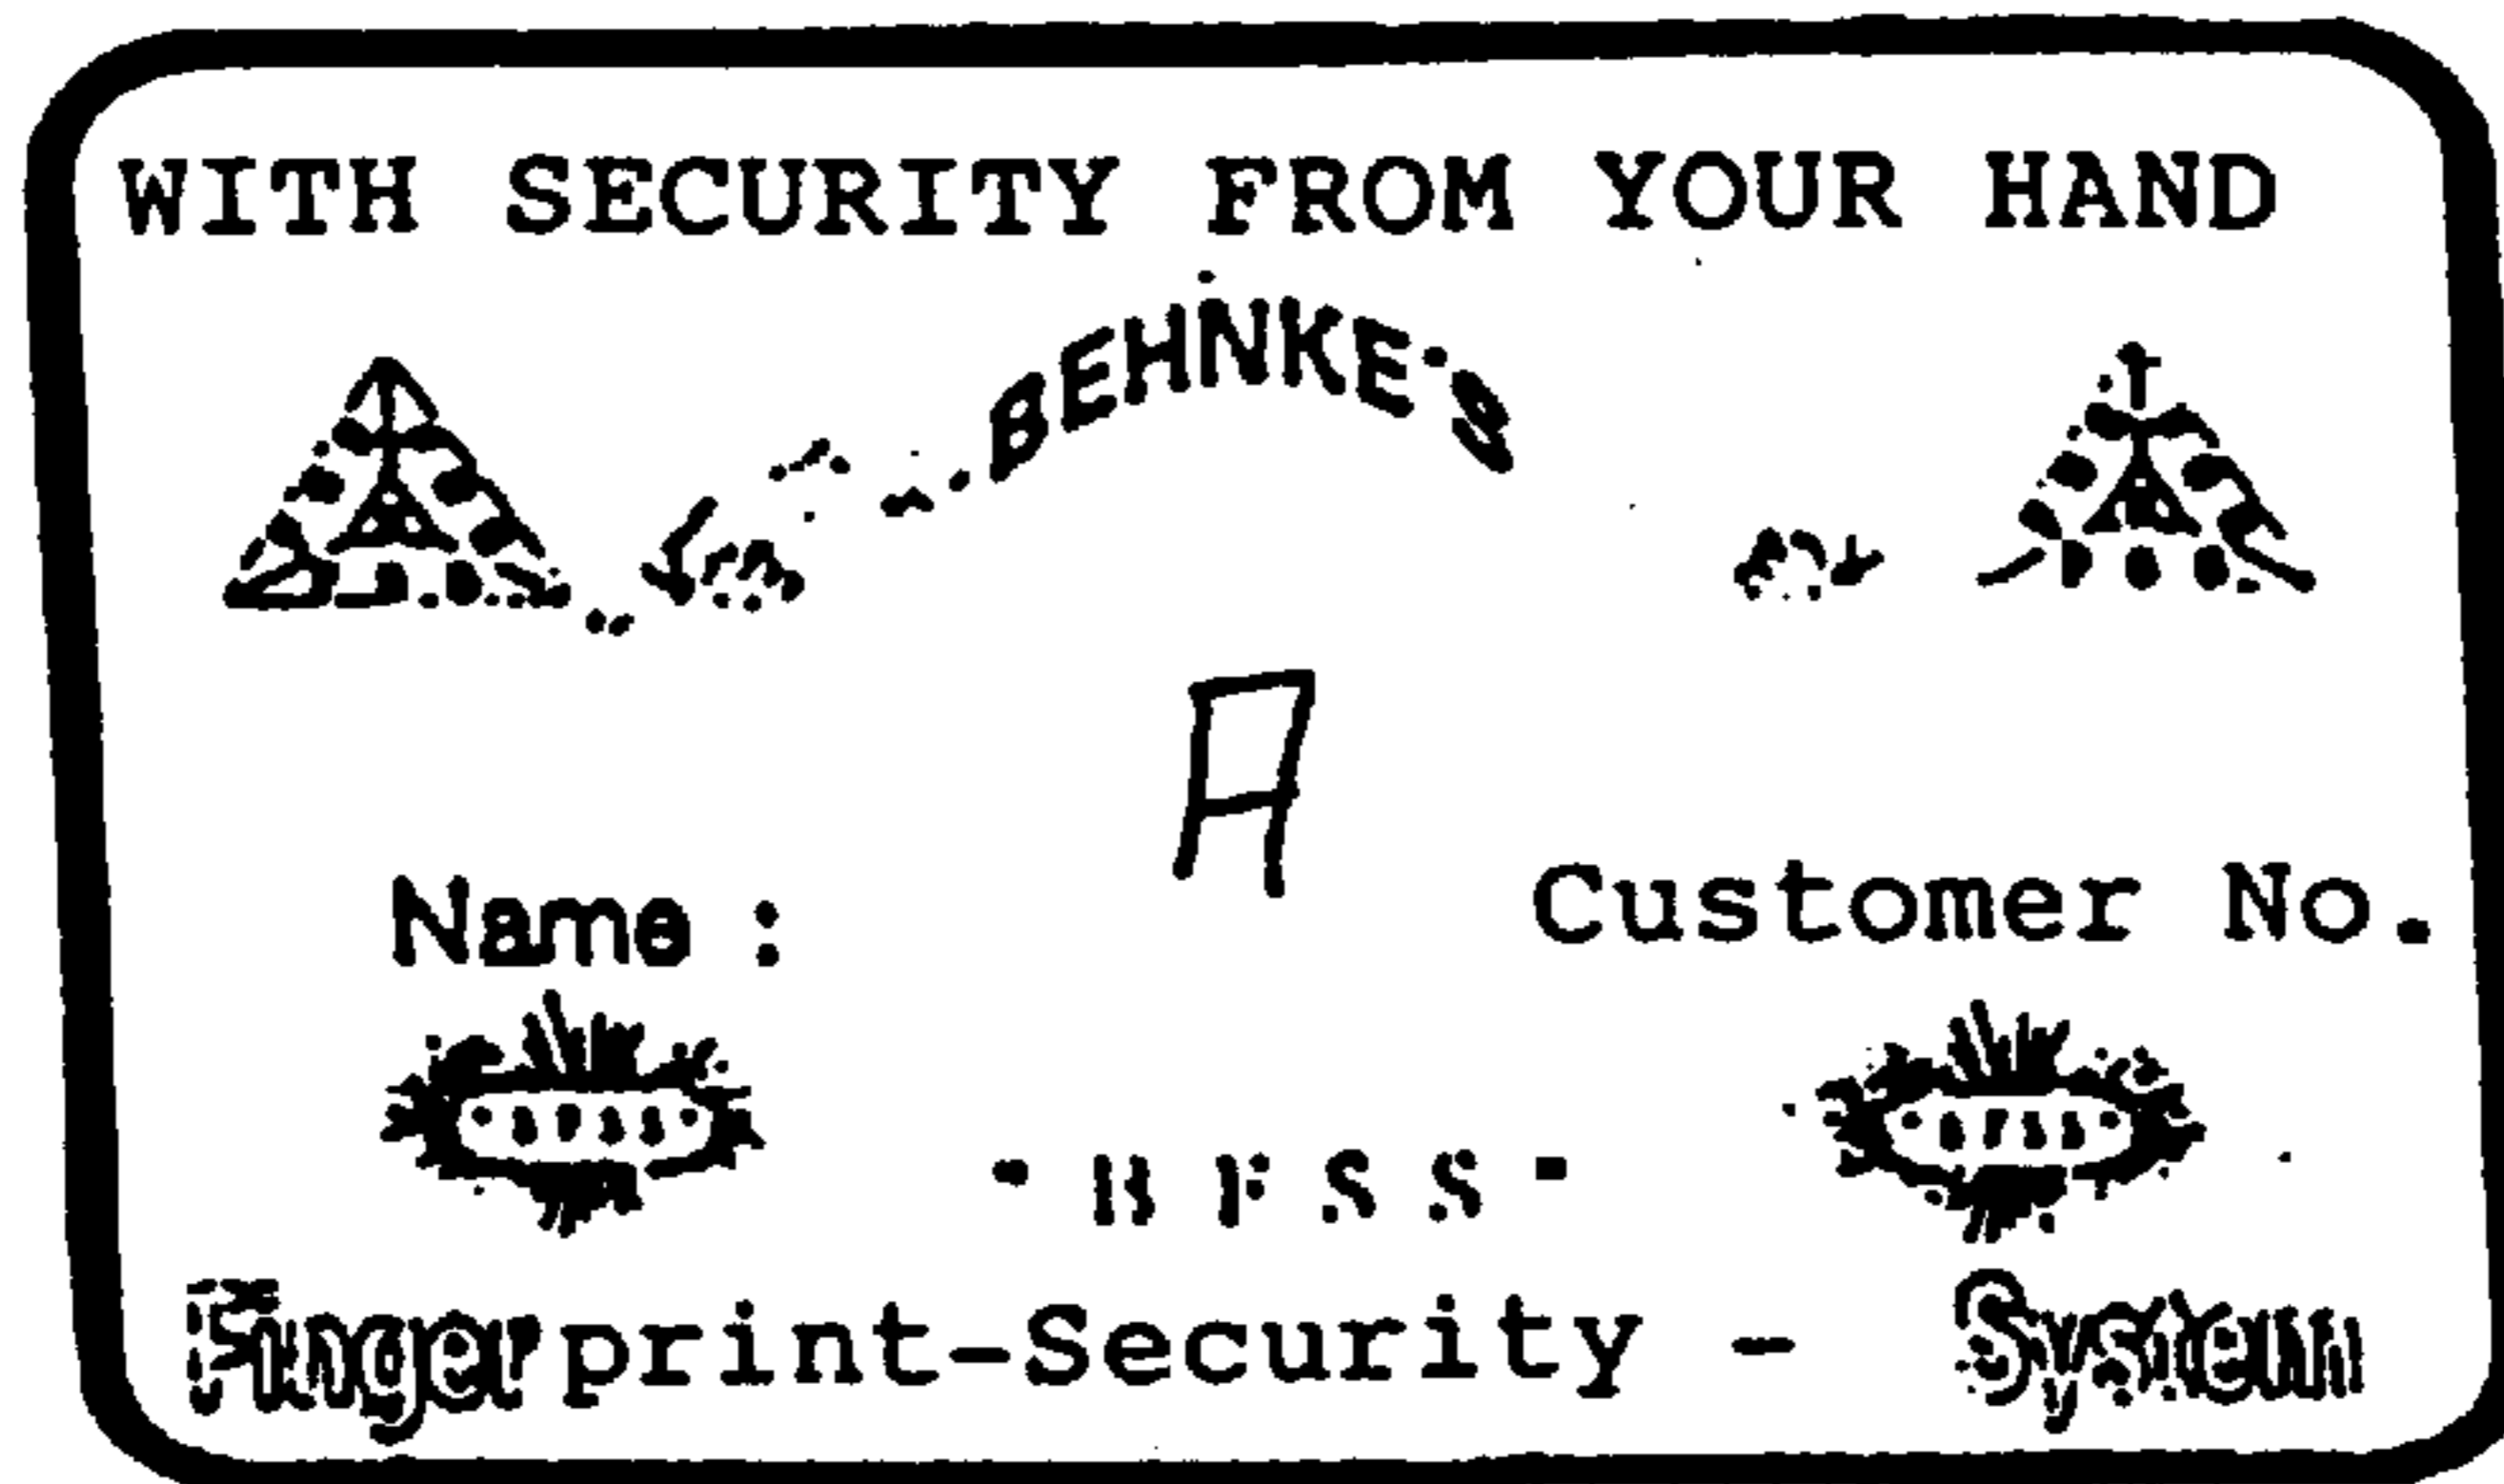 WITH SECURITY FROM YOUR HAND
BEHNKE'S
A
Name :
Customer No.
Fingerprint-Security - System